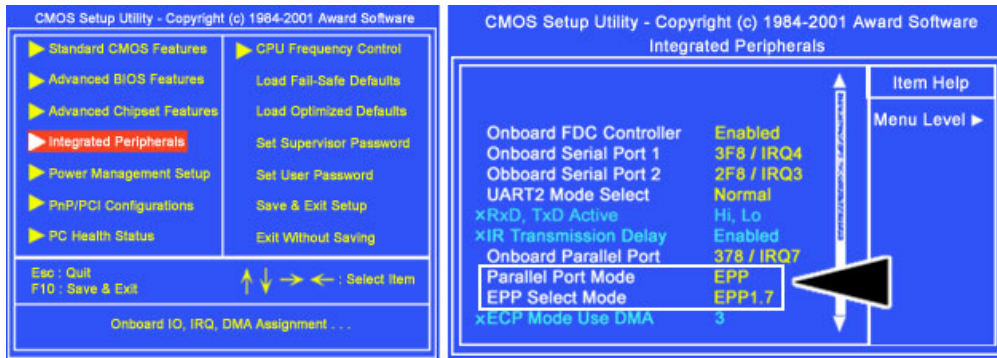 CMOS Setup Utility - Copyright (c) 1984-2001 Award Software
Standard CMOS Features
Advanced BIOS Features
Advanced Chipset Features
Integrated Peripherals
Power Management Setup
PnP/PCI Configurations
PC Health Status
CPU Frequency Control
Load Fail-Safe Defaults
Load Optimized Defaults
Set Supervisor Password
Set User Password
Save & Exit Setup
Exit Without Saving
Esc : Quit
F10 : Save & Exit
↑ ↓ → ← : Select Item
Onboard IO, IRQ, DMA Assignment . . .
CMOS Setup Utility - Copyright (c) 1984-2001 Award Software
Integrated Peripherals
Onboard FDC Controller Enabled
Onboard Serial Port 1 3F8 / IRQ4
Obboard Serial Port 2 2F8 / IRQ3
UART2 Mode Select Normal
×RxD, TxD Active Hi, Lo
×IR Transmission Delay Enabled
Onboard Parallel Port 378 / IRQ7
Parallel Port Mode EPP
EPP Select Mode EPP1.7
×ECP Mode Use DMA 3
Item Help
Menu Level ►